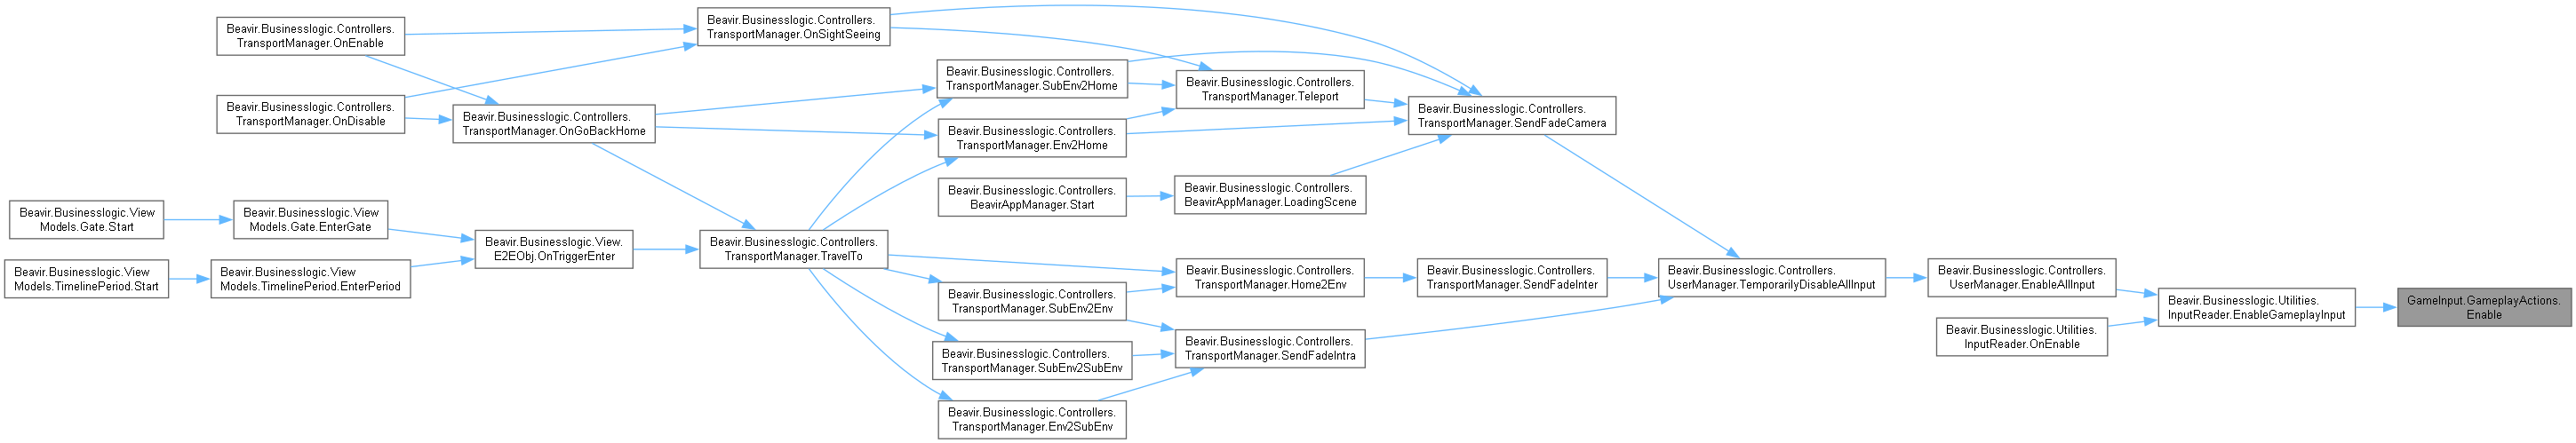 Beavir.Businesslogic.Controllers.
TransportManager.OnEnable
Beavir.Businesslogic.Controllers.
TransportManager.OnDisable
Beavir.Businesslogic.View
Models.Gate.Start
Beavir.Businesslogic.View
Models.TimelinePeriod.Start
Beavir.Businesslogic.View
Models.Gate.EnterGate
Beavir.Businesslogic.View
Models.TimelinePeriod.EnterPeriod
Beavir.Businesslogic.Controllers.
TransportManager.OnGoBackHome
Beavir.Businesslogic.View.
E2EObj.OnTriggerEnter
Beavir.Businesslogic.Controllers.
TransportManager.OnSightSeeing
Beavir.Businesslogic.Controllers.
TransportManager.TravelTo
Beavir.Businesslogic.Controllers.
TransportManager.SubEnv2Home
Beavir.Businesslogic.Controllers.
TransportManager.Env2Home
Beavir.Businesslogic.Controllers.
BeavirAppManager.Start
Beavir.Businesslogic.Controllers.
TransportManager.SubEnv2Env
Beavir.Businesslogic.Controllers.
TransportManager.SubEnv2SubEnv
Beavir.Businesslogic.Controllers.
TransportManager.Env2SubEnv
Beavir.Businesslogic.Controllers.
TransportManager.Teleport
Beavir.Businesslogic.Controllers.
BeavirAppManager.LoadingScene
Beavir.Businesslogic.Controllers.
TransportManager.Home2Env
Beavir.Businesslogic.Controllers.
TransportManager.SendFadeIntra
Beavir.Businesslogic.Controllers.
TransportManager.SendFadeCamera
Beavir.Businesslogic.Controllers.
TransportManager.SendFadeInter
Beavir.Businesslogic.Controllers.
UserManager.TemporarilyDisableAllInput
Beavir.Businesslogic.Controllers.
UserManager.EnableAllInput
Beavir.Businesslogic.Utilities.
InputReader.OnEnable
Beavir.Businesslogic.Utilities.
InputReader.EnableGameplayInput
GameInput.GameplayActions.
Enable